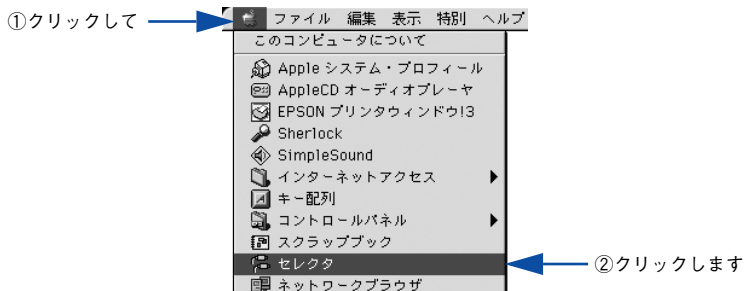 ①クリックして
ファイル 編集 表示 特別 ヘルプ
このコンピュータについて
Apple システム・プロフィール
AppleCD オーディオプレーヤ
EPSON プリンタウィンドウ!3
Sherlock
SimpleSound
インターネットアクセス
キー配列
コントロールパネル
スクラップブック
セレクタ
②クリックします
ネットワークブラウザ